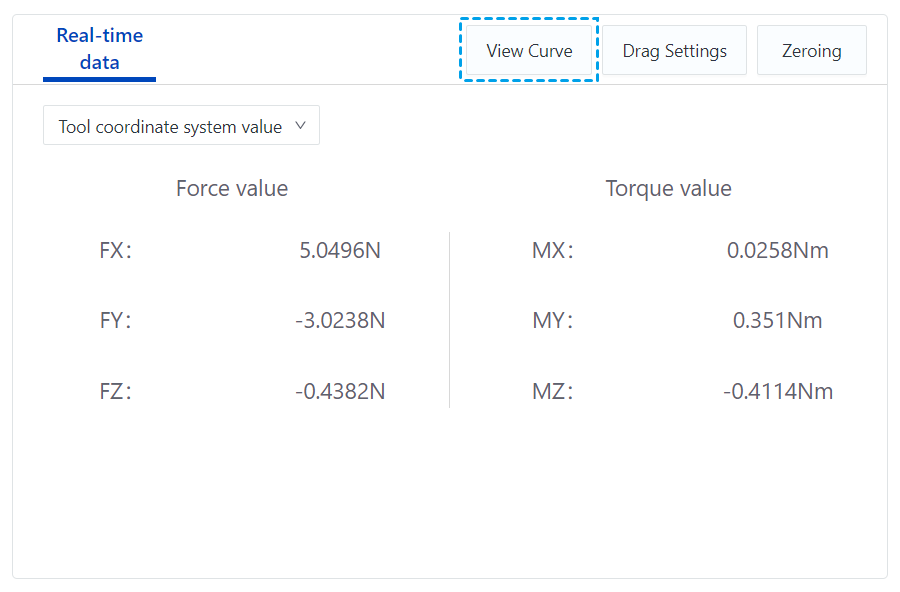 Real-time
data
View Curve
Drag Settings
Zeroing
Tool coordinate system value
Force value
Torque value
FX: 5.0496N
MX: 0.0258Nm
FY: -3.0238N
MY: 0.351Nm
FZ: -0.4382N
MZ: -0.4114Nm